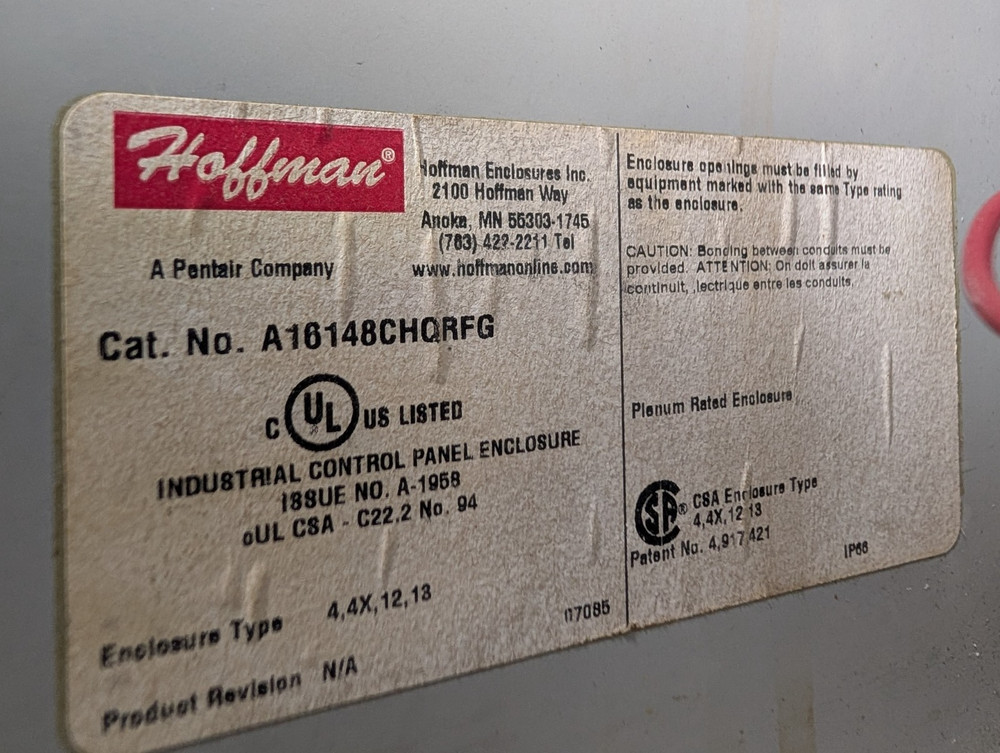 Hoffman®
Hoffman Enclosures Inc.
2100 Hoffman Way
Anoka, MN 55303-1745
(763) 422-2211 Tel
www.hoffmanonline.com
A Pentair Company
Cat. No. A16148CHQRFG
C UL US LISTED
INDUSTRIAL CONTROL PANEL ENCLOSURE
ISSUE NO. A-1958
cUL CSA - C22.2 No. 94
Enclosure Type 4,4X,12,13
07085
Product Revision N/A
Enclosure openings must be filled by
equipment marked with the same Type rating
as the enclosure.
CAUTION: Bonding between conduits must be
provided. ATTENTION: On doit assurer la
continuit, ,lectrique entre les conduits.
Plenum Rated Enclosure
SA® CSA Enclosure Type
4,4X,12 13
Patent No. 4,917,421
IP66